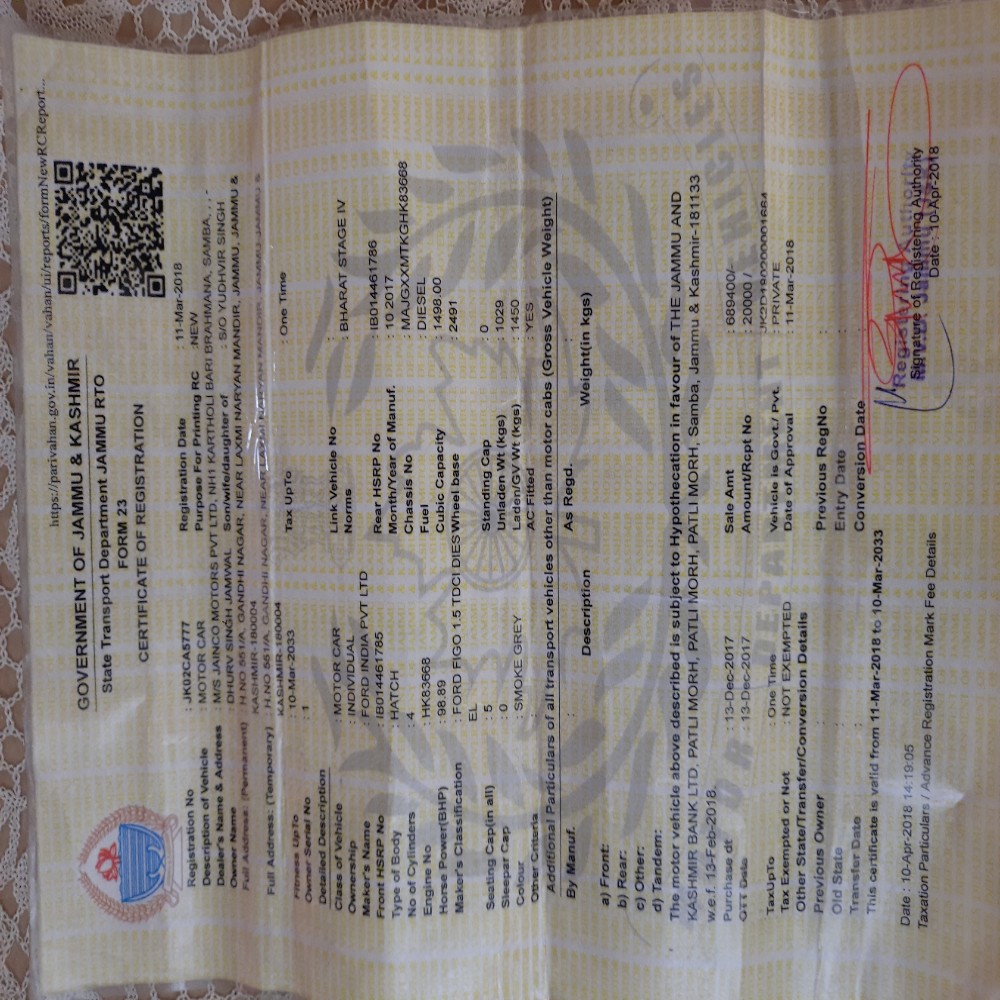 https://parivahan.gov.in/vahan/vahan/ui/reports/formNewRCReport...
GOVERNMENT OF JAMMU & KASHMIR
State Transport Department JAMMU RTO
FORM 23
CERTIFICATE OF REGISTRATION
Registration No : JK02CA5777 Registration Date : 11-Mar-2018
Description of Vehicle : MOTOR CAR Purpose For Printing RC :NEW
Dealer's Name & Address : M/S JAINCO MOTORS PVT LTD, NH1 KARTHOLI BARI BRAHMANA, SAMBA, , , -
Owner Name : DHURV SINGH JAMWAL Son/wife/daughter of S/O YUDHVIR SINGH
Full Address: (Permanent) : H.NO 561/A, GANDHI NAGAR, NEAR LAXMI NARYAN MANDIR, JAMMU, JAMMU &
KASHMIR-180004
Full Address: (Temporary) : H.NO 561/A, GANDHI NAGAR, NEAR LAXMI NARYAN MANDIR, JAMMU, JAMMU &
KASHMIR-180004
Fitness UpTo : 10-Mar-2033 Tax UpTo : One Time
Owner Serial No : 1
Detailed Description
Class of Vehicle : MOTOR CAR Link Vehicle No
Ownership : INDIVIDUAL Norms : BHARAT STAGE IV
Maker's Name : FORD INDIA PVT LTD
Front HSRP No : IB014461785 Rear HSRP No : IB014461786
Type of Body : HATCH Month/Year of Manuf. : 10 2017
No of Cylinders : 4 Chassis No : MAJGXXMTKGHK83668
Engine No : HK83668 Fuel : DIESEL
Horse Power(BHP) : 98.89 Cubic Capacity : 1498.00
Maker's Classification : FORD FIGO 1.5 TDCI DIES Wheel base : 2491
EL
Seating Cap(in all) : 5 Standing Cap : 0
Sleepar Cap : 0 Unladen Wt (kgs) : 1029
Colour : SMOKE GREY Laden/GV Wt (kgs) : 1450
Other Criteria AC Fitted : YES
Additional Particulars of all transport vehicles other than motor cabs (Gross Vehicle Weight)
By Manuf. : As Regd. :
Description Weight(in kgs)
a) Front:
b) Rear:
c) Other:
d) Tandem:
The motor vehicle above described is subject to Hypothecation in favour of THE JAMMU AND
KASHMIR BANK LTD, PATLI MORH, PATLI MORH, PATLI MORH, Samba, Jammu & Kashmir-181133
w.e.f. 13-Feb-2018.
Purchase dt : 13-Dec-2017 Sale Amt : 689400/-
OTT Date : 13-Dec-2017 Amount/Rcpt No : 20000 /
TaxUpTo : One Time Vehicle is Govt./ Pvt. : PRIVATE
Tax Exempted or Not : NOT EXEMPTED Date of Approval : 11-Mar-2018
Other State/Transfer/Conversion Details
Previous Owner : Previous RegNo :
Old State : Entry Date :
Transfer Date : Conversion Date :
This certificate is valid from 11-Mar-2018 to 10-Mar-2033
Signature of Registering Authority
Date : 10-Apr-2018 14:19:05 Date : 10-Apr-2018
Taxation Particulars / Advance Registration Mark Fee Details